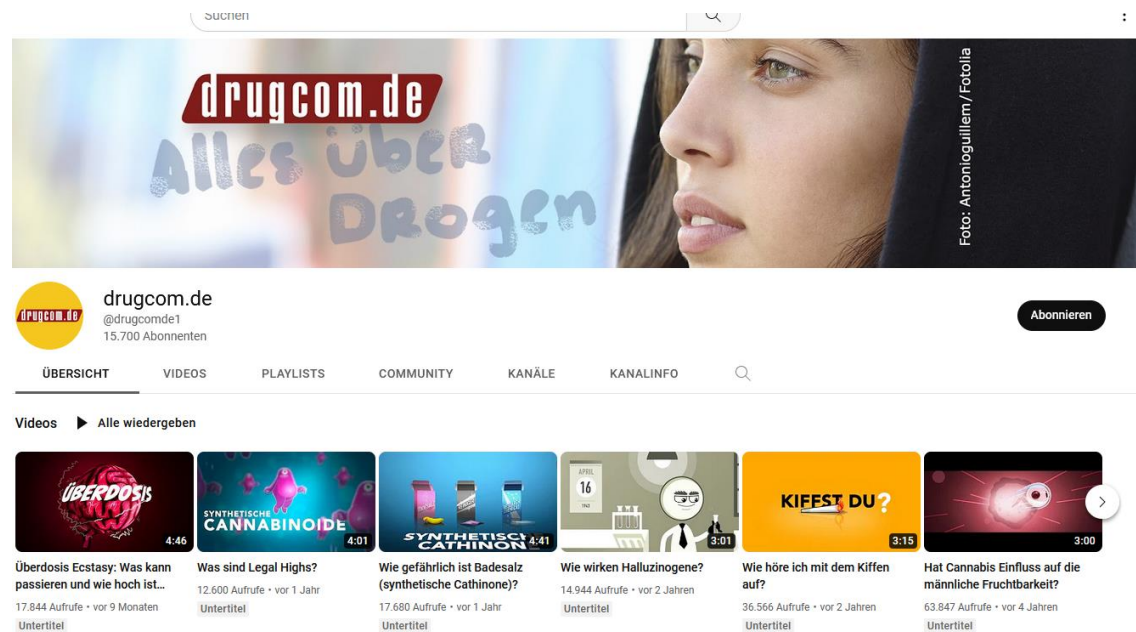 Suchen
drugcom.de
Alles über
Drogen
Foto: Antonioguillem/Fotolia
drugcom.de
drugcom.de
@drugcomde1
15.700 Abonnenten
Abonnieren
ÜBERSICHT VIDEOS PLAYLISTS COMMUNITY KANÄLE KANALINFO
Videos Alle wiedergeben
ÜBERDOSIS
4:46
SYNTHETISCHE
CANNABINOIDE
4:01
SYNTHETISCHE
CATHINON
4:41
APRIL
16
3:01
KIFFST DU?
3:15
3:00
Überdosis Ecstasy: Was kann
passieren und wie hoch ist...
17.844 Aufrufe • vor 9 Monaten
Untertitel
Was sind Legal Highs?
12.600 Aufrufe • vor 1 Jahr
Untertitel
Wie gefährlich ist Badesalz
(synthetische Cathinone)?
17.680 Aufrufe • vor 1 Jahr
Untertitel
Wie wirken Halluzinogene?
14.944 Aufrufe • vor 2 Jahren
Untertitel
Wie höre ich mit dem Kiffen
auf?
36.566 Aufrufe • vor 2 Jahren
Untertitel
Hat Cannabis Einfluss auf die
männliche Fruchtbarkeit?
63.847 Aufrufe • vor 4 Jahren
Untertitel